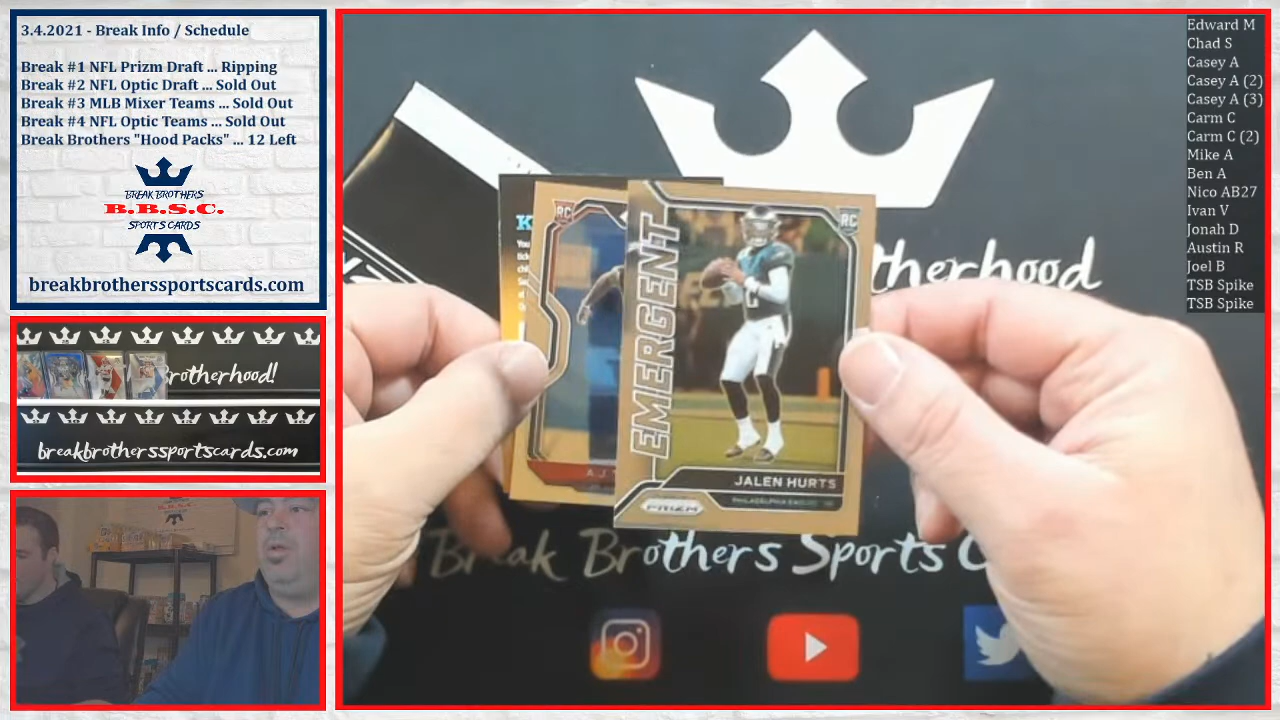 3.4.2021 - Break Info / Schedule
Break #1 NFL Prizm Draft ... Ripping
Break #2 NFL Optic Draft ... Sold Out
Break #3 MLB Mixer Teams ... Sold Out
Break #4 NFL Optic Teams ... Sold Out
Break Brothers "Hood Packs" ... 12 Left
BREAK BROTHERS
B.B.S.C.
SPORTS CARDS
breakbrotherssportscards.com
rotherhood!
breakbrotherssportscards.com
RC
EMERGENT
RC
JALEN HURTS
PHILADELPHIA EAGLES
PRIZM
A.J.
therhood
Break Brothers Sports C
Edward M
Chad S
Casey A
Casey A (2)
Casey A (3)
Carm C
Carm C (2)
Mike A
Ben A
Nico AB27
Ivan V
Jonah D
Austin R
Joel B
TSB Spike
TSB Spike